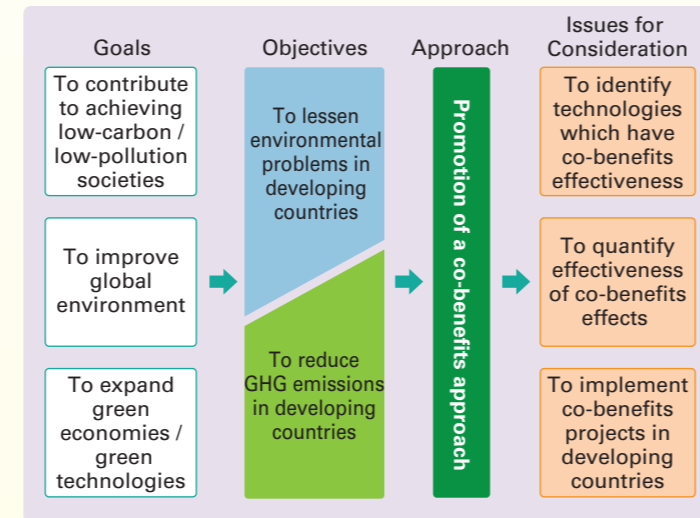 Goals
Objectives
Approach
Issues for
Consideration
To contribute
to achieving
low-carbon /
low-pollution
societies
To improve
global
environment
To expand
green
economies /
green
technologies
To lessen
environmental
problems in
developing
countries
To reduce
GHG emissions
in developing
countries
Promotion of a co-benefits approach
To identify
technologies
which have
co-benefits
effectiveness
To quantify
effectiveness
of co-benefits
effects
To implement
co-benefits
projects in
developing
countries